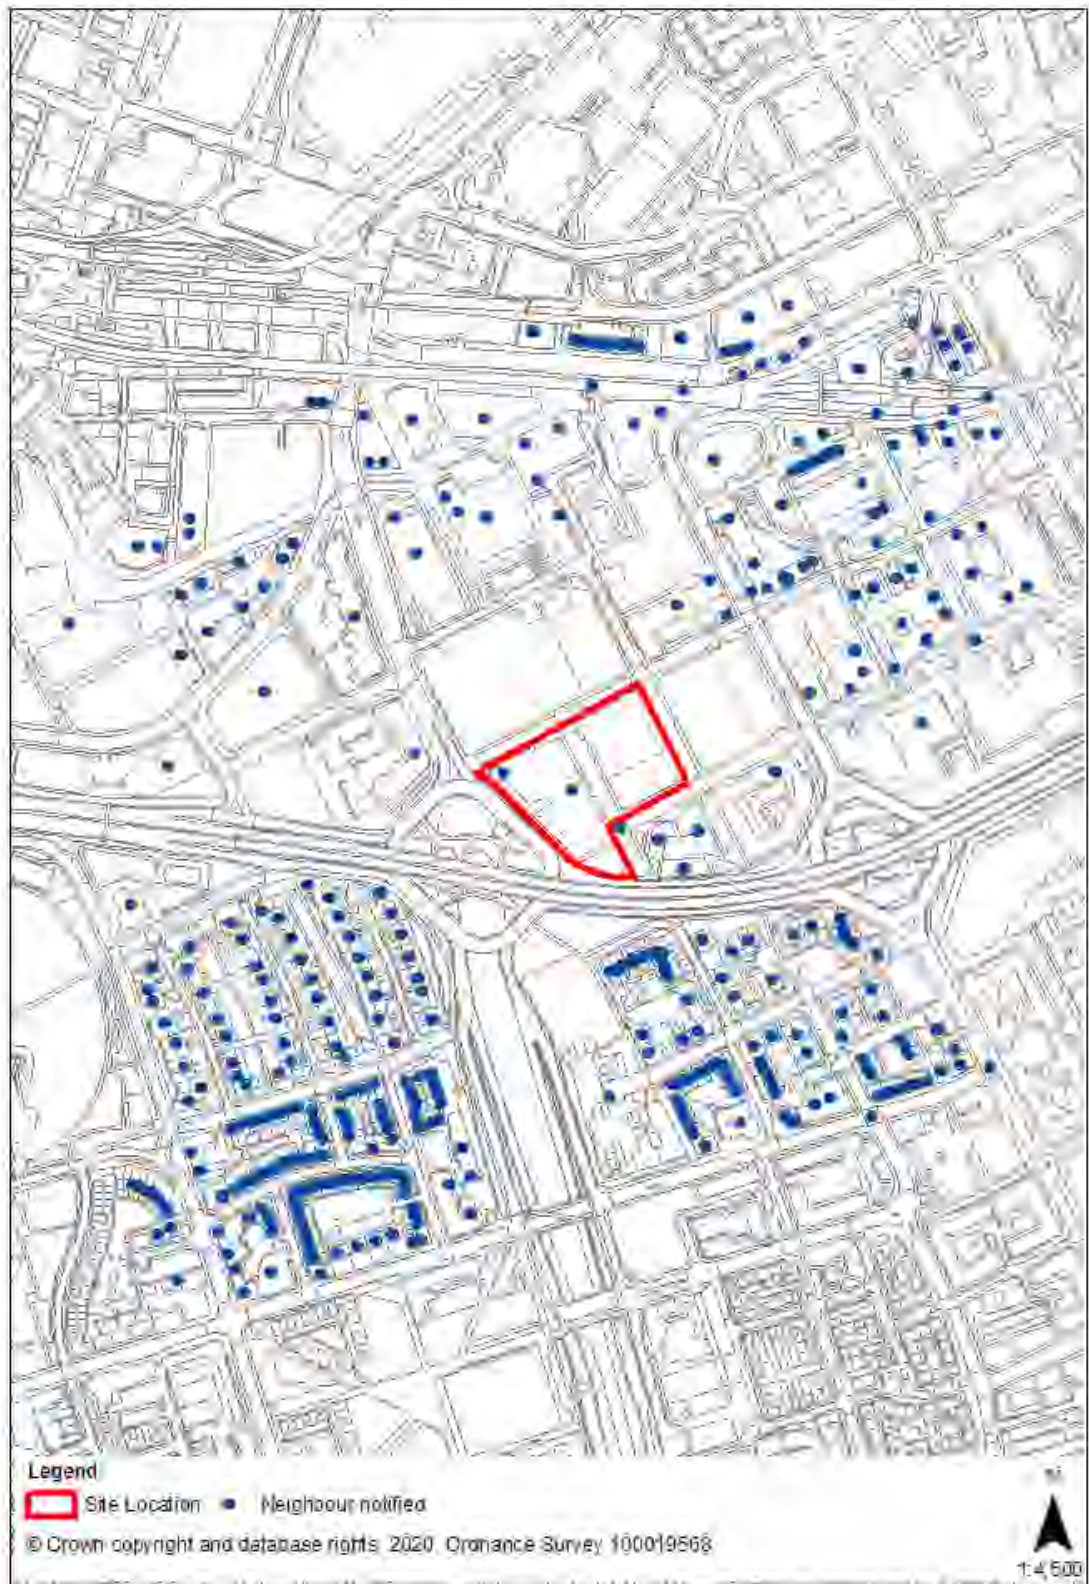 Legend
Site Location Neighbour notified
N
© Crown copyright and database rights 2020. Ordnance Survey 100019568
1:4,500